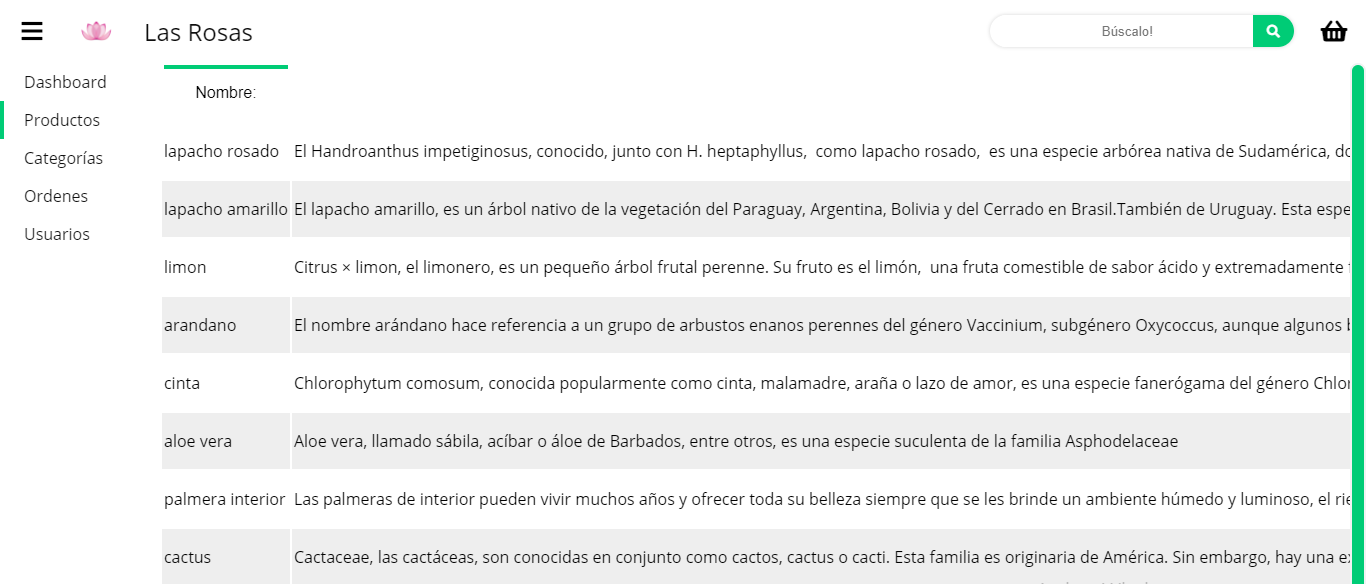 Las Rosas
Búscalo!
Dashboard
Productos
Categorías
Ordenes
Usuarios
Nombre:
lapacho rosado El Handroanthus impetiginosus, conocido, junto con H. heptaphyllus,  como lapacho rosado,  es una especie arbórea nativa de Sudamérica,
lapacho amarillo El lapacho amarillo, es un árbol nativo de la vegetación del Paraguay, Argentina, Bolivia y del Cerrado en Brasil.También de Uruguay. Esta espe
limon Citrus × limon, el limonero, es un pequeño árbol frutal perenne. Su fruto es el limón,  una fruta comestible de sabor ácido y extremadamente
arandano El nombre arándano hace referencia a un grupo de arbustos enanos perennes del género Vaccinium, subgénero Oxycoccus, aunque algunos
cinta Chlorophytum comosum, conocida popularmente como cinta, malamadre, araña o lazo de amor, es una especie fanerógama del género Chlor
aloe vera Aloe vera, llamado sábila, acíbar o áloe de Barbados, entre otros, es una especie suculenta de la familia Asphodelaceae
palmera interior Las palmeras de interior pueden vivir muchos años y ofrecer toda su belleza siempre que se les brinde un ambiente húmedo y luminoso, el rie
cactus Cactaceae, las cactáceas, son conocidas en conjunto como cactos, cactus o cacti. Esta familia es originaria de América. Sin embargo, hay una